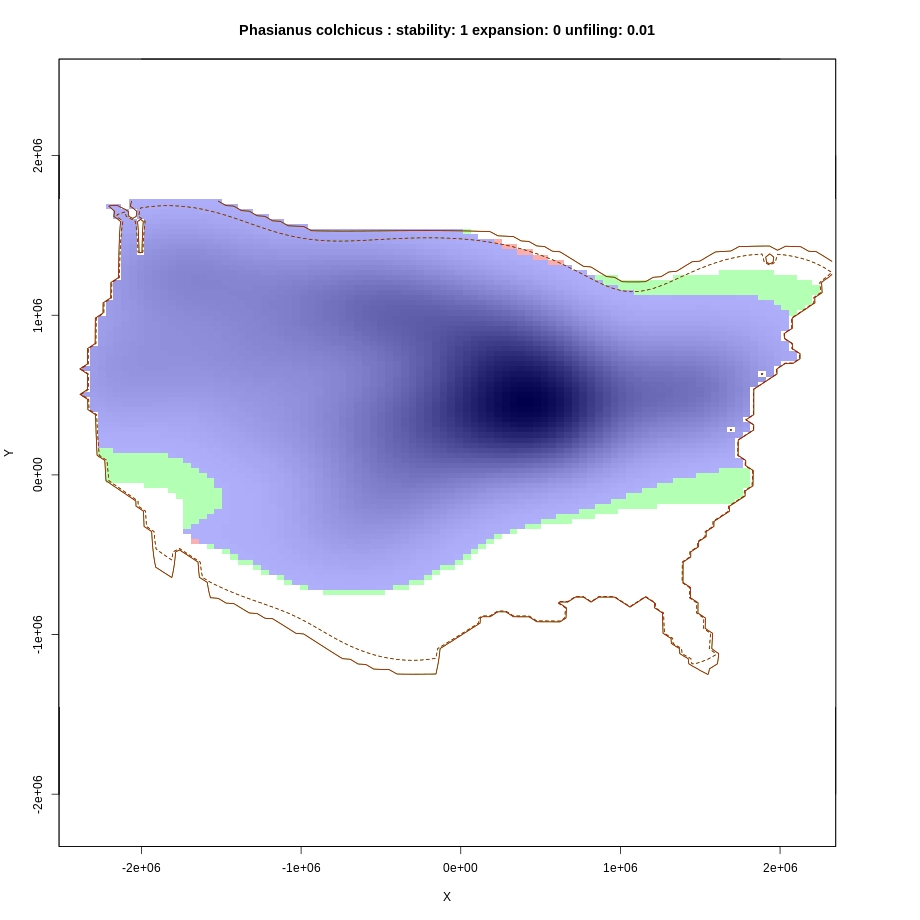 Phasianus colchicus : stability: 1 expansion: 0 unfiling: 0.01
2e+06
1e+06
Y
0e+00
-1e+06
-2e+06
-2e+06 -1e+06 0e+00 1e+06 2e+06
X